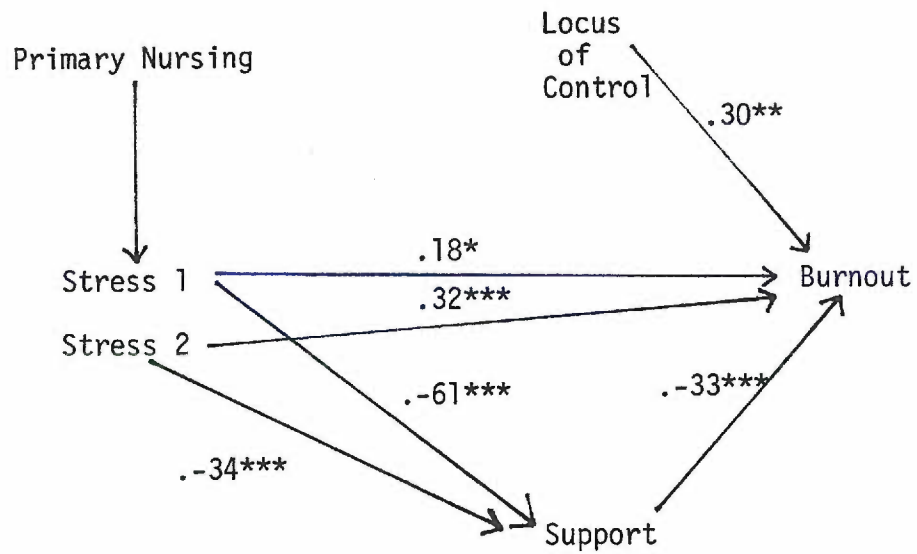 Locus
of
Control
Primary Nursing
.30**
.18*
Stress 1
Burnout
.32***
Stress 2
.-61***
.-33***
.-34***
Support